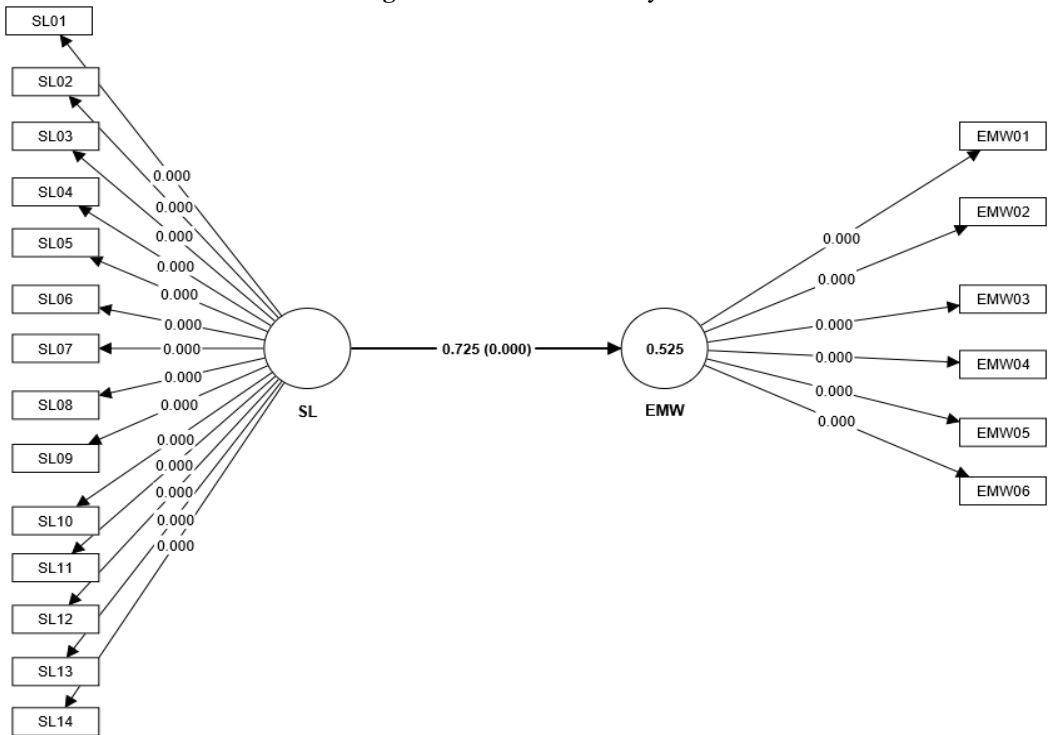 SL01
SL02
SL03
SL04
SL05
SL06
SL07
SL08
SL09
SL10
SL11
SL12
SL13
SL14
0.000
0.000
0.000
0.000
0.000
0.000
0.000
0.000
0.000
0.000
0.000
0.000
0.000
0.000
SL
0.725 (0.000)
0.525
EMW
0.000
0.000
0.000
0.000
0.000
0.000
EMW01
EMW02
EMW03
EMW04
EMW05
EMW06